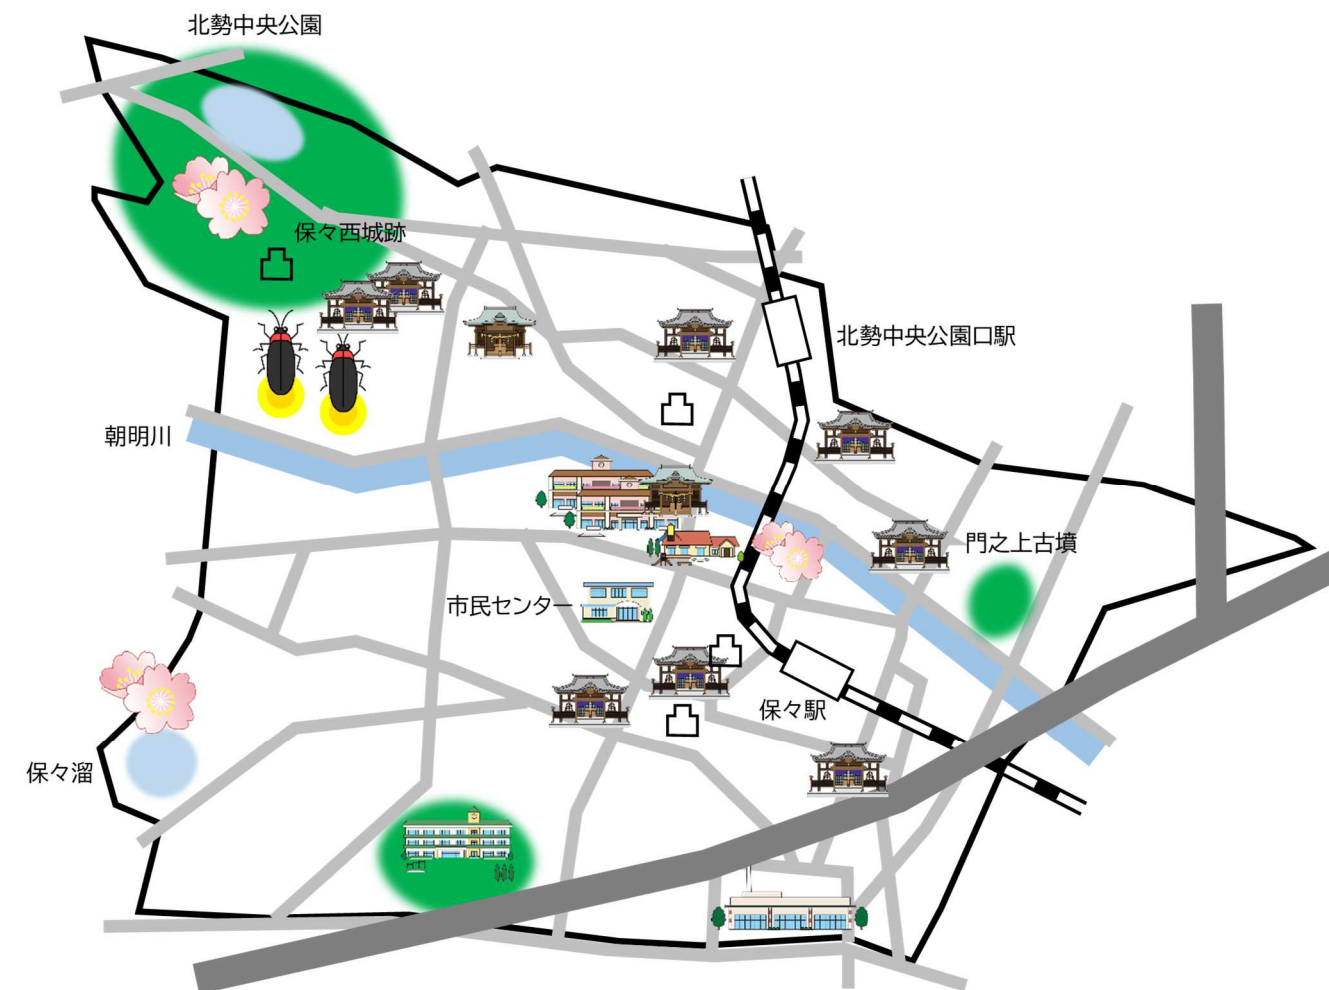 北勢中央公園
保々西城跡
北勢中央公園口駅
朝明川
門之上古墳
市民センター
保々駅
保々溜